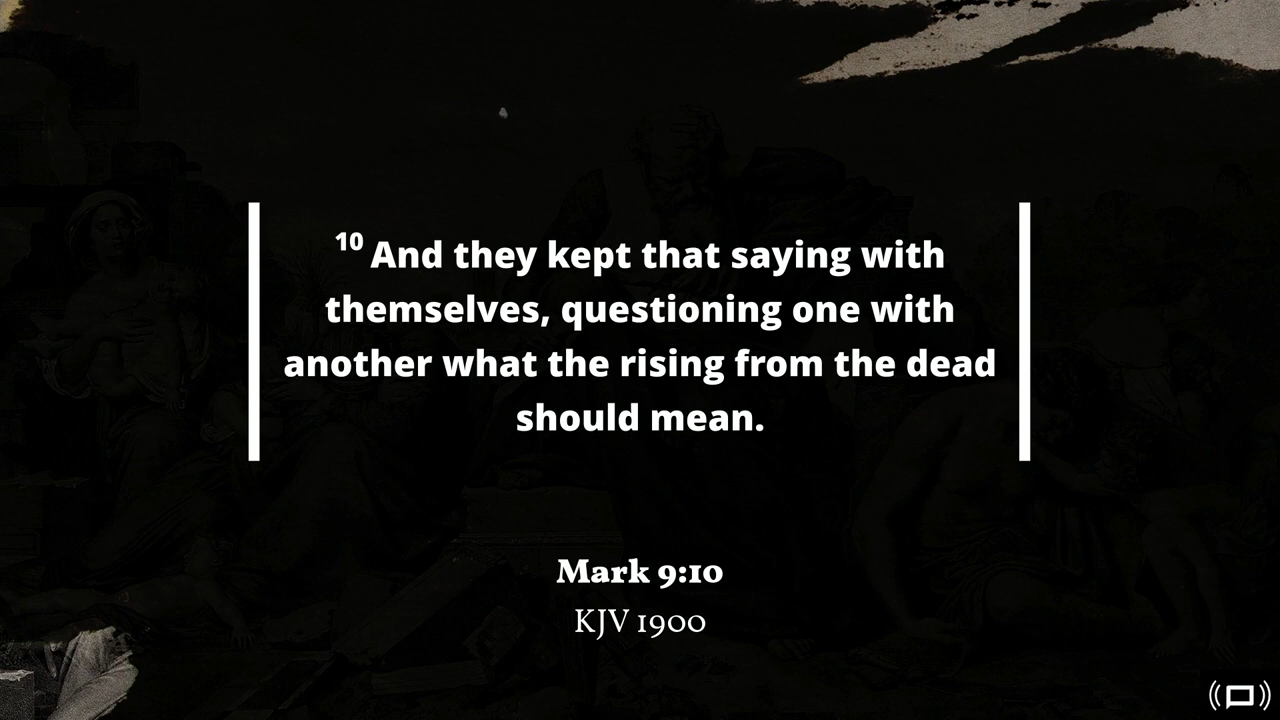 10 And they kept that saying with
themselves, questioning one with
another what the rising from the dead
should mean.
Mark 9:10
KJV 1900